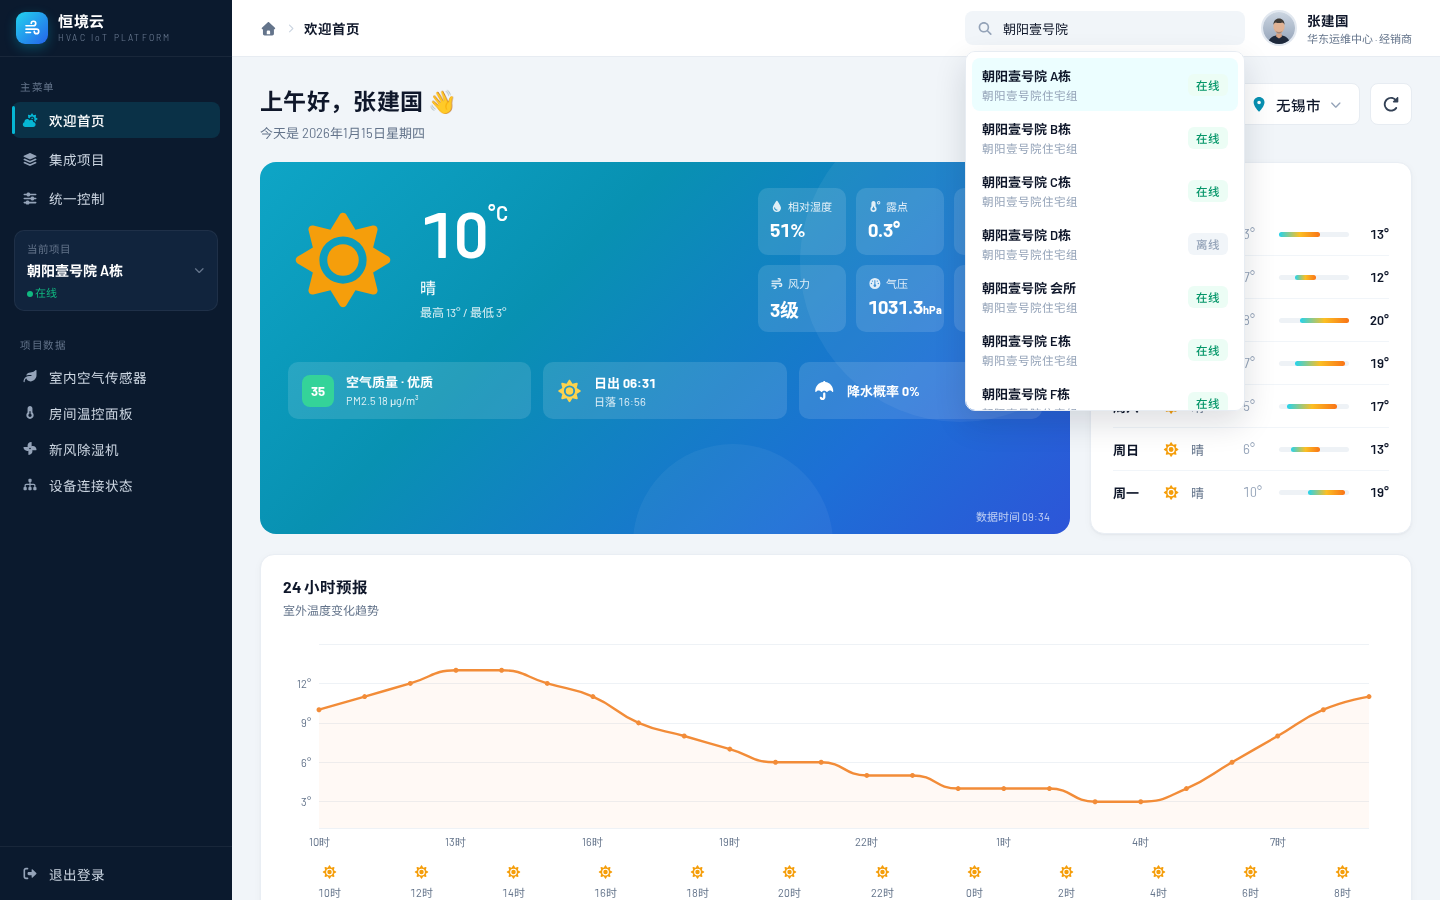 恒境云
HVAC IoT PLATFORM
主菜单
欢迎首页
集成项目
统一控制
当前项目
朝阳壹号院 A栋
在线
项目数据
室内空气传感器
房间温控面板
新风除湿机
设备连接状态
退出登录
欢迎首页
朝阳壹号院
张建国
华东运维中心 · 经销商
上午好，张建国 👋
今天是 2026年1月15日星期四
无锡市
朝阳壹号院 A栋
朝阳壹号院住宅组
在线
朝阳壹号院 B栋
朝阳壹号院住宅组
在线
朝阳壹号院 C栋
朝阳壹号院住宅组
在线
朝阳壹号院 D栋
朝阳壹号院住宅组
离线
朝阳壹号院 会所
朝阳壹号院住宅组
在线
朝阳壹号院 E栋
朝阳壹号院住宅组
在线
朝阳壹号院 F栋
在线
10°C
晴
最高 13° / 最低 3°
相对湿度
51%
露点
0.3°
风力
3级
气压
1031.3hPa
35
空气质量 · 优质
PM2.5 18 μg/m³
日出 06:31
日落 16:56
降水概率 0%
数据时间 09:34
3° 13°
7° 12°
8° 20°
7° 19°
5° 17°
周日 晴 6° 13°
周一 晴 10° 19°
24 小时预报
室外温度变化趋势
12°
9°
6°
3°
10时 13时 16时 19时 22时 1时 4时 7时
10时 12时 14时 16时 18时 20时 22时 0时 2时 4时 6时 8时